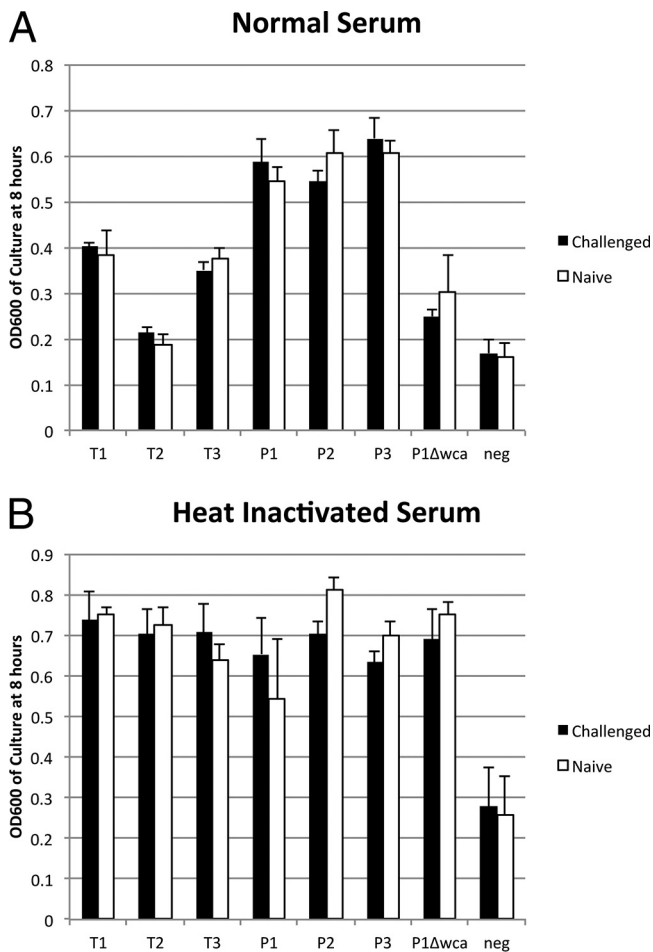 A
Normal Serum
OD600 of Culture at 8 hours
0.8
0.7
0.6
0.5
0.4
0.3
0.2
0.1
0
T1 T2 T3 P1 P2 P3 P1Δwca neg
Challenged
Naive
B
Heat Inactivated Serum
OD600 of Culture at 8 hours
0.9
0.8
0.7
0.6
0.5
0.4
0.3
0.2
0.1
0
T1 T2 T3 P1 P2 P3 P1Δwca neg
Challenged
Naive